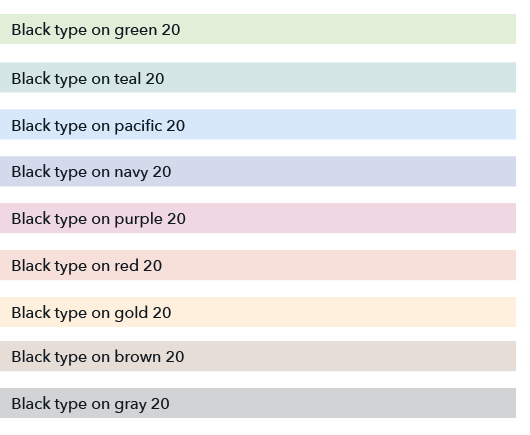 Black type on green 20
Black type on teal 20
Black type on pacific 20
Black type on navy 20
Black type on purple 20
Black type on red 20
Black type on gold 20
Black type on brown 20
Black type on gray 20